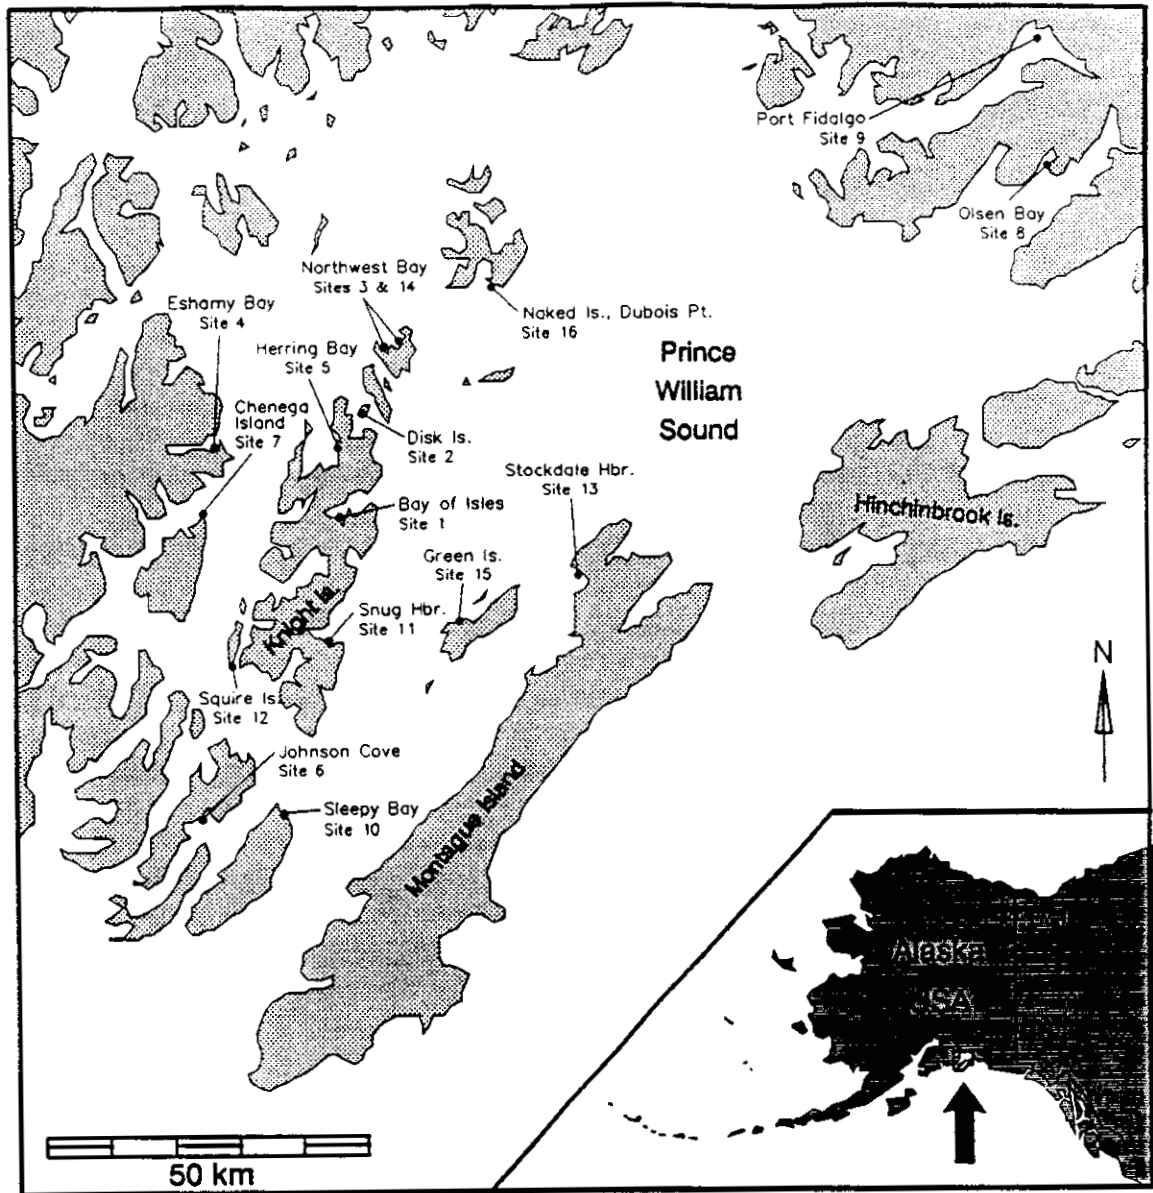 Port Fidalgo
Site 9
Olsen Bay
Site 8
Northwest Bay
Sites 3 & 14
Eshamy Bay
Site 4
Naked Is., Dubois Pt.
Site 16
Herring Bay
Site 5
Prince
William
Sound
Chenega
Island
Site 7
Disk Is.
Site 2
Stockdale Hbr.
Site 13
Bay of Isles
Site 1
Hinchinbrook Is.
Green Is.
Site 15
Knight Is.
Snug Hbr.
Site 11
N
Squire Is.
Site 12
Johnson Cove
Site 6
Montague Island
Sleepy Bay
Site 10
Alaska
USA
50 km